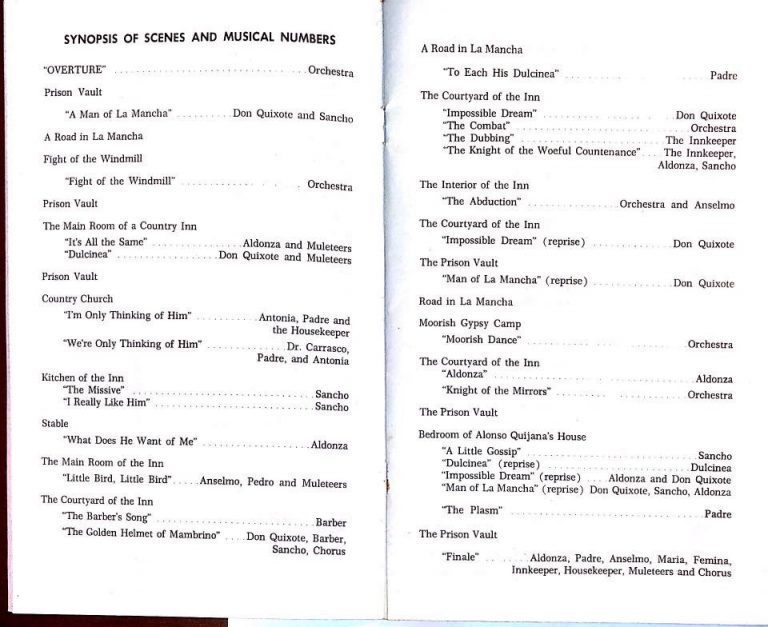 SYNOPSIS OF SCENES AND MUSICAL NUMBERS
"OVERTURE" Orchestra
Prison Vault
"A Man of La Mancha" Don Quixote and Sancho
A Road in La Mancha
Fight of the Windmill
"Fight of the Windmill" Orchestra
Prison Vault
The Main Room of a Country Inn
"It's All the Same" Aldonza and Muleteers
"Dulcinea" Don Quixote and Muleteers
Prison Vault
Country Church
"I'm Only Thinking of Him" Antonia, Padre and
the Housekeeper
"We're Only Thinking of Him" Dr. Carrasco,
Padre, and Antonia
Kitchen of the Inn
"The Missive" Sancho
"I Really Like Him" Sancho
Stable
"What Does He Want of Me" Aldonza
The Main Room of the Inn
"Little Bird, Little Bird" Anselmo, Pedro and Muleteers
The Courtyard of the Inn
"The Barber's Song" Barber
"The Golden Helmet of Mambrino" Don Quixote, Barber,
Sancho, Chorus
A Road in La Mancha
"To Each His Dulcinea" Padre
The Courtyard of the Inn
"Impossible Dream" Don Quixote
"The Combat" Orchestra
"The Dubbing" The Innkeeper
"The Knight of the Woeful Countenance" The Innkeeper,
Aldonza, Sancho
The Interior of the Inn
"The Abduction" Orchestra and Anselmo
The Courtyard of the Inn
"Impossible Dream" (reprise) Don Quixote
The Prison Vault
"Man of La Mancha" (reprise) Don Quixote
Road in La Mancha
Moorish Gypsy Camp
"Moorish Dance" Orchestra
The Courtyard of the Inn
"Aldonza" Aldonza
"Knight of the Mirrors" Orchestra
The Prison Vault
Bedroom of Alonso Quijana's House
"A Little Gossip" Sancho
"Dulcinea" (reprise) Dulcinea
"Impossible Dream" (reprise) Aldonza and Don Quixote
"Man of La Mancha" (reprise) Don Quixote, Sancho, Aldonza
"The Plasm" Padre
The Prison Vault
"Finale" Aldonza, Padre, Anselmo, Maria, Femina,
Innkeeper, Housekeeper, Muleteers and Chorus